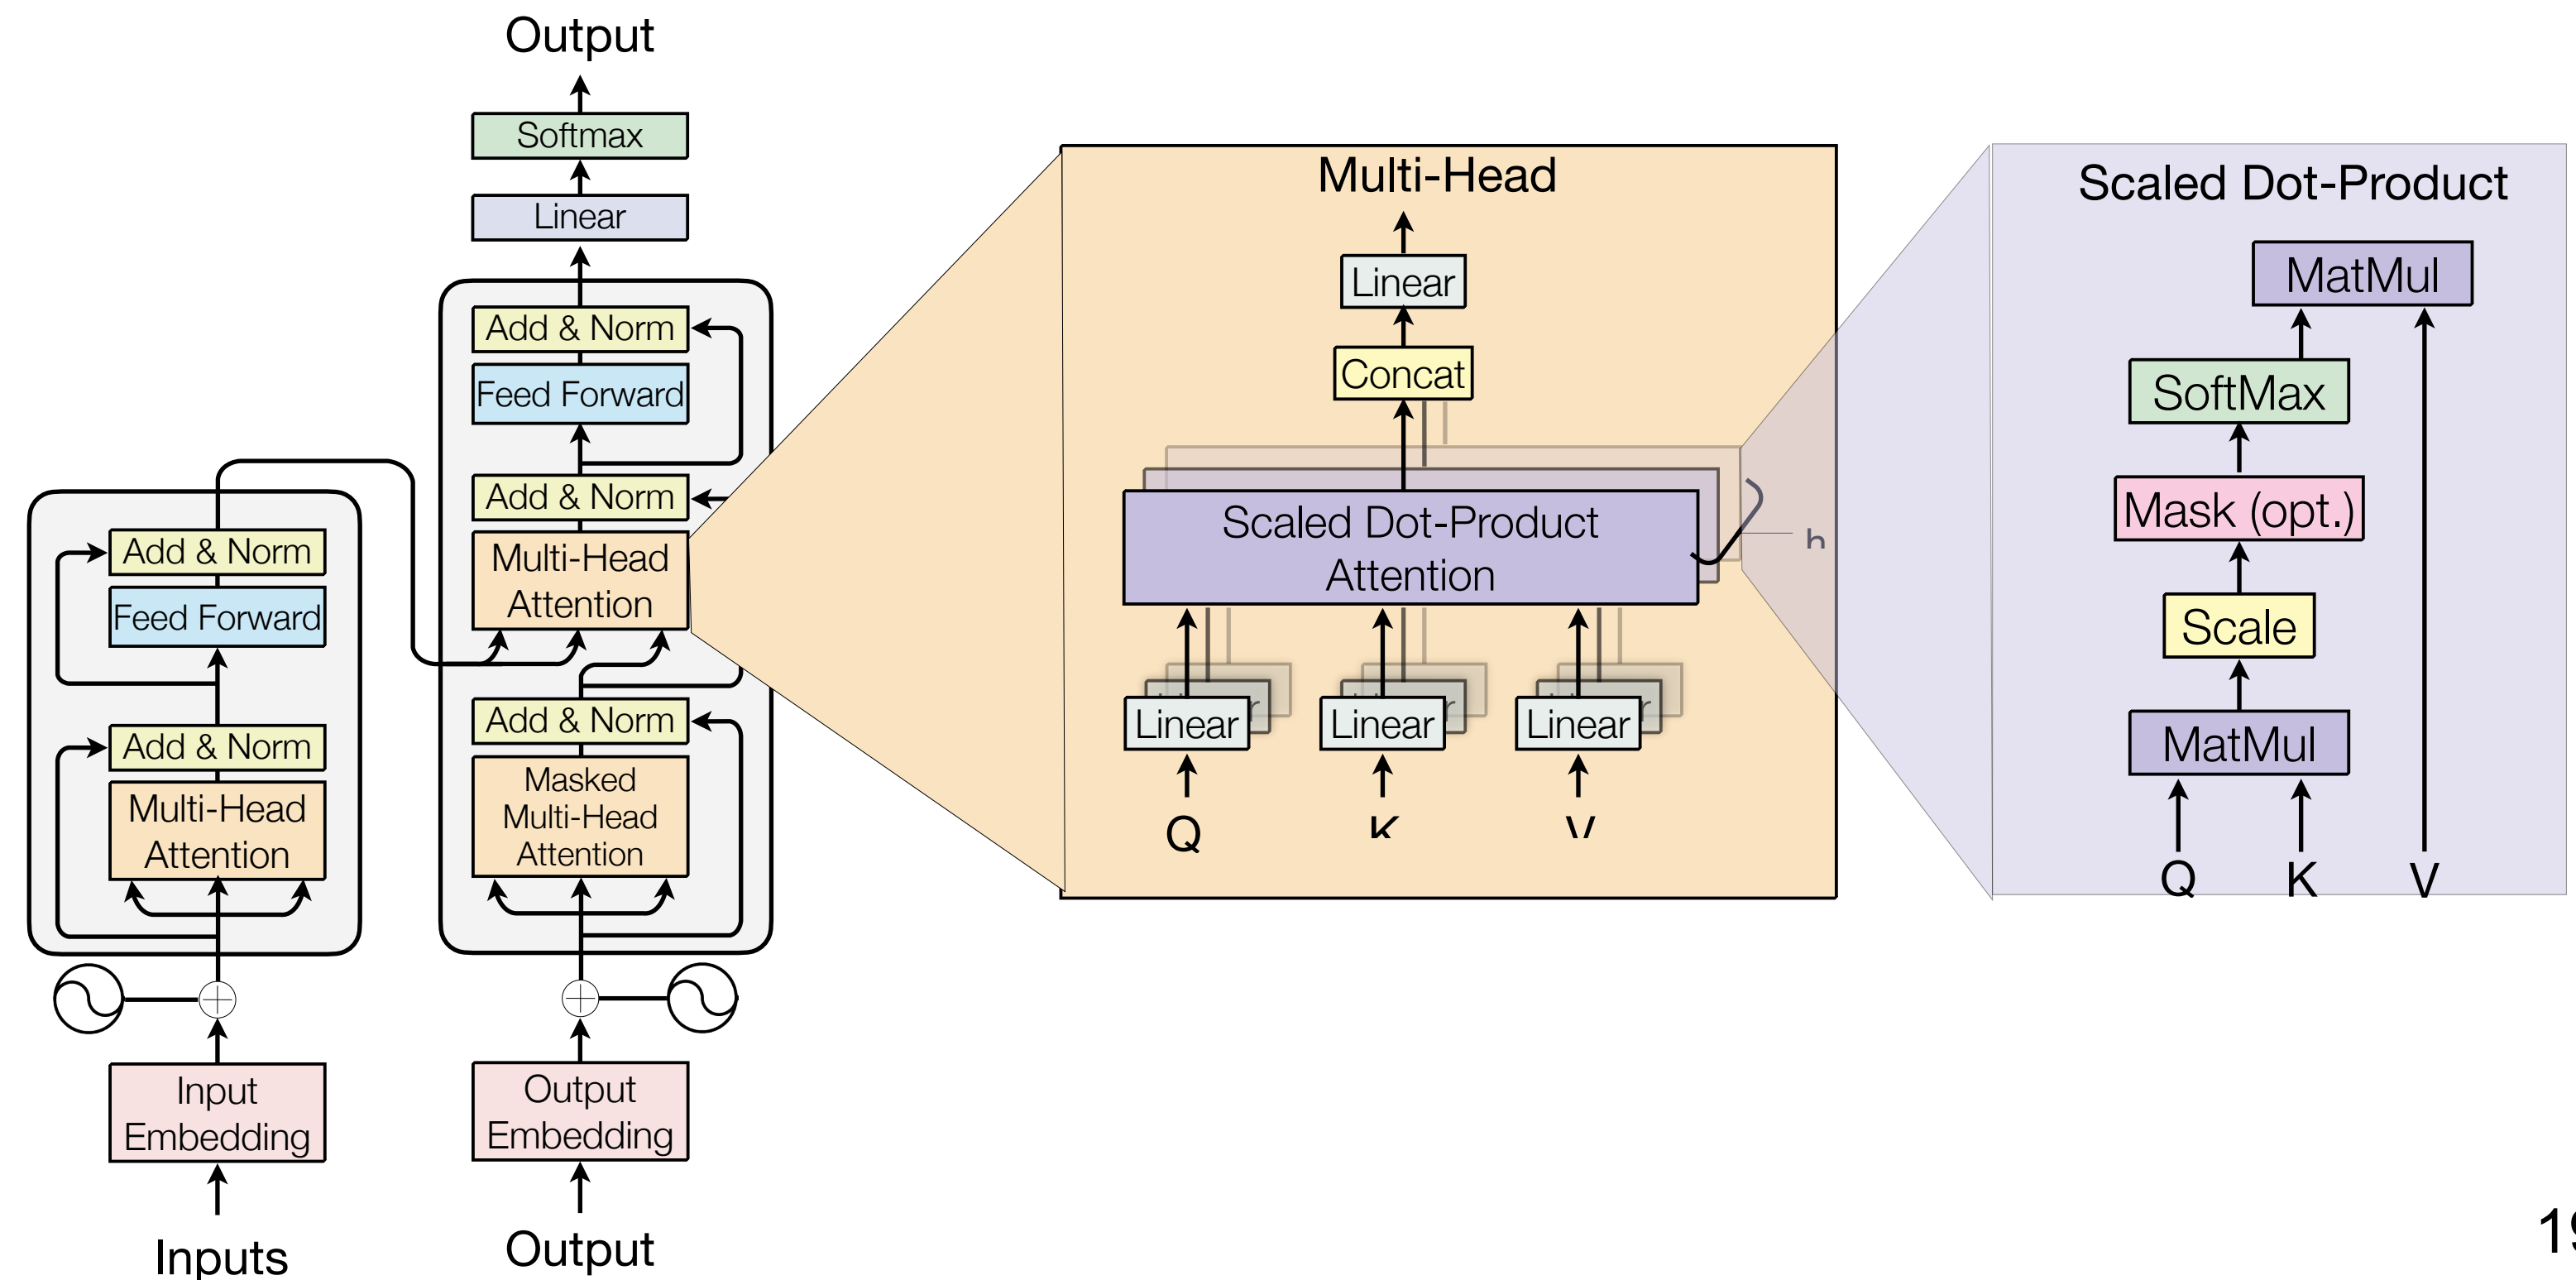 Output
Softmax
Linear
Add & Norm
Feed Forward
Add & Norm
Multi-Head
Attention
Add & Norm
Masked
Multi-Head
Attention
Output
Embedding
Output
Add & Norm
Feed Forward
Add & Norm
Multi-Head
Attention
Input
Embedding
Inputs
Multi-Head
Linear
Concat
Scaled Dot-Product
Attention
h
Linear
Linear
Linear
Q
K
V
Scaled Dot-Product
MatMul
SoftMax
Mask (opt.)
Scale
MatMul
Q
K
V